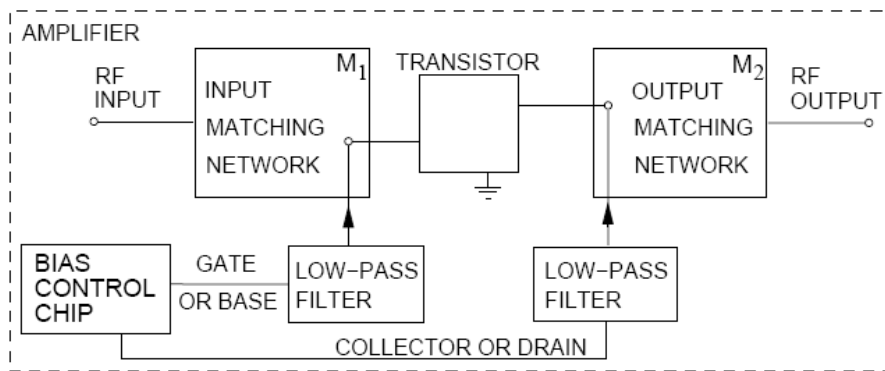 AMPLIFIER
RF
INPUT
INPUT
MATCHING
NETWORK
M1
TRANSISTOR
OUTPUT
MATCHING
NETWORK
M2
RF
OUTPUT
BIAS
CONTROL
CHIP
GATE
OR BASE
LOW-PASS
FILTER
LOW-PASS
FILTER
COLLECTOR OR DRAIN